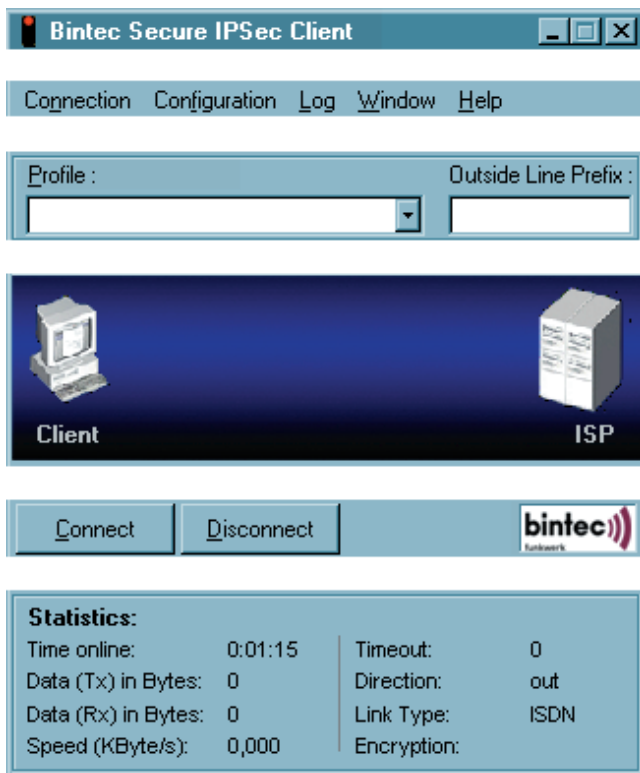 Bintec Secure IPSec Client
Connection Configuration Log Window Help
Profile : Outside Line Prefix :
Client ISP
Connect Disconnect bintec
funkwerk
Statistics:
Time online: 0:01:15 Timeout: 0
Data (Tx) in Bytes: 0 Direction: out
Data (Rx) in Bytes: 0 Link Type: ISDN
Speed (KByte/s): 0,000 Encryption: